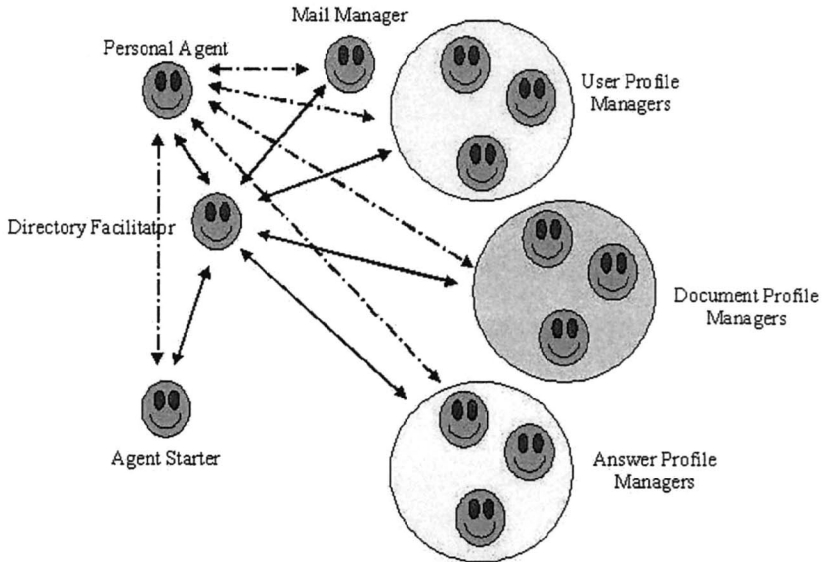 Mail Manager
Personal Agent
User Profile
Managers
Directory Facilitator
Document Profile
Managers
Agent Starter
Answer Profile
Managers